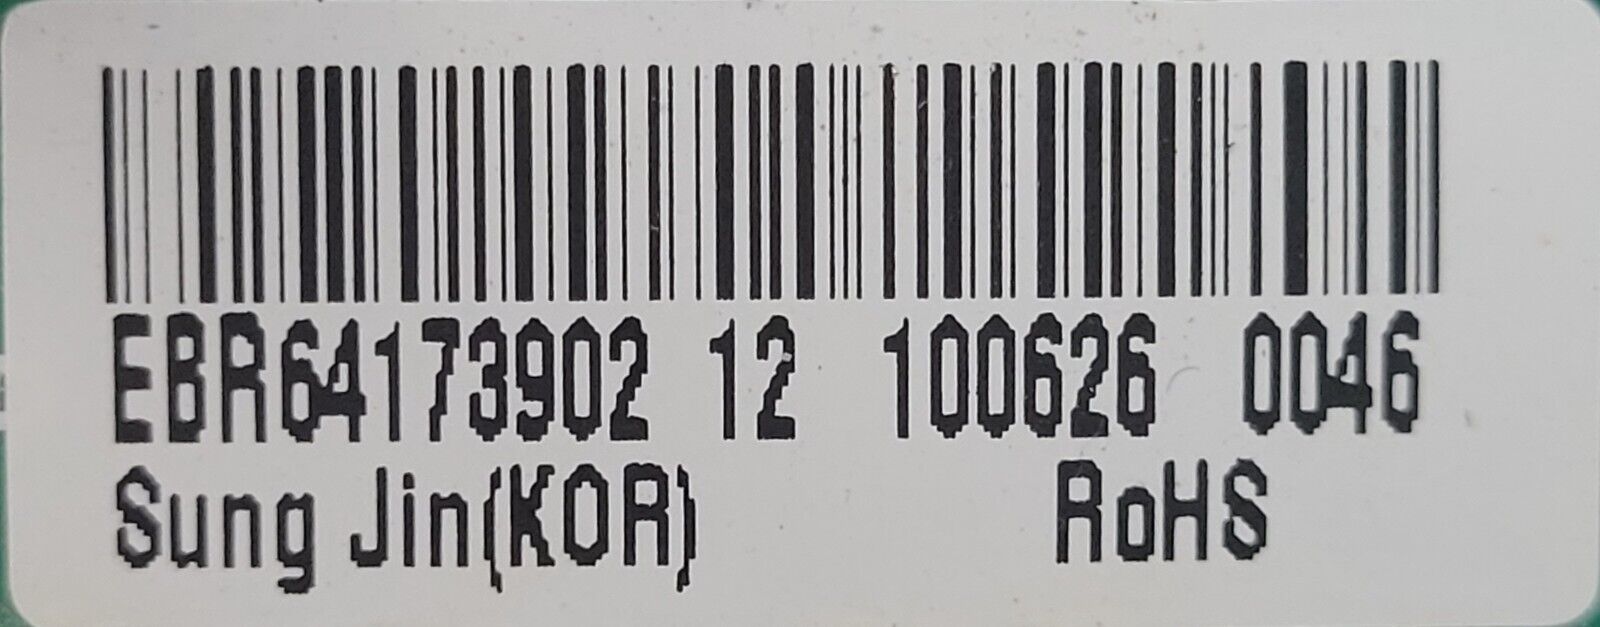 EBR64173902 12 100626 0046
Sung Jin(KOR) RoHS